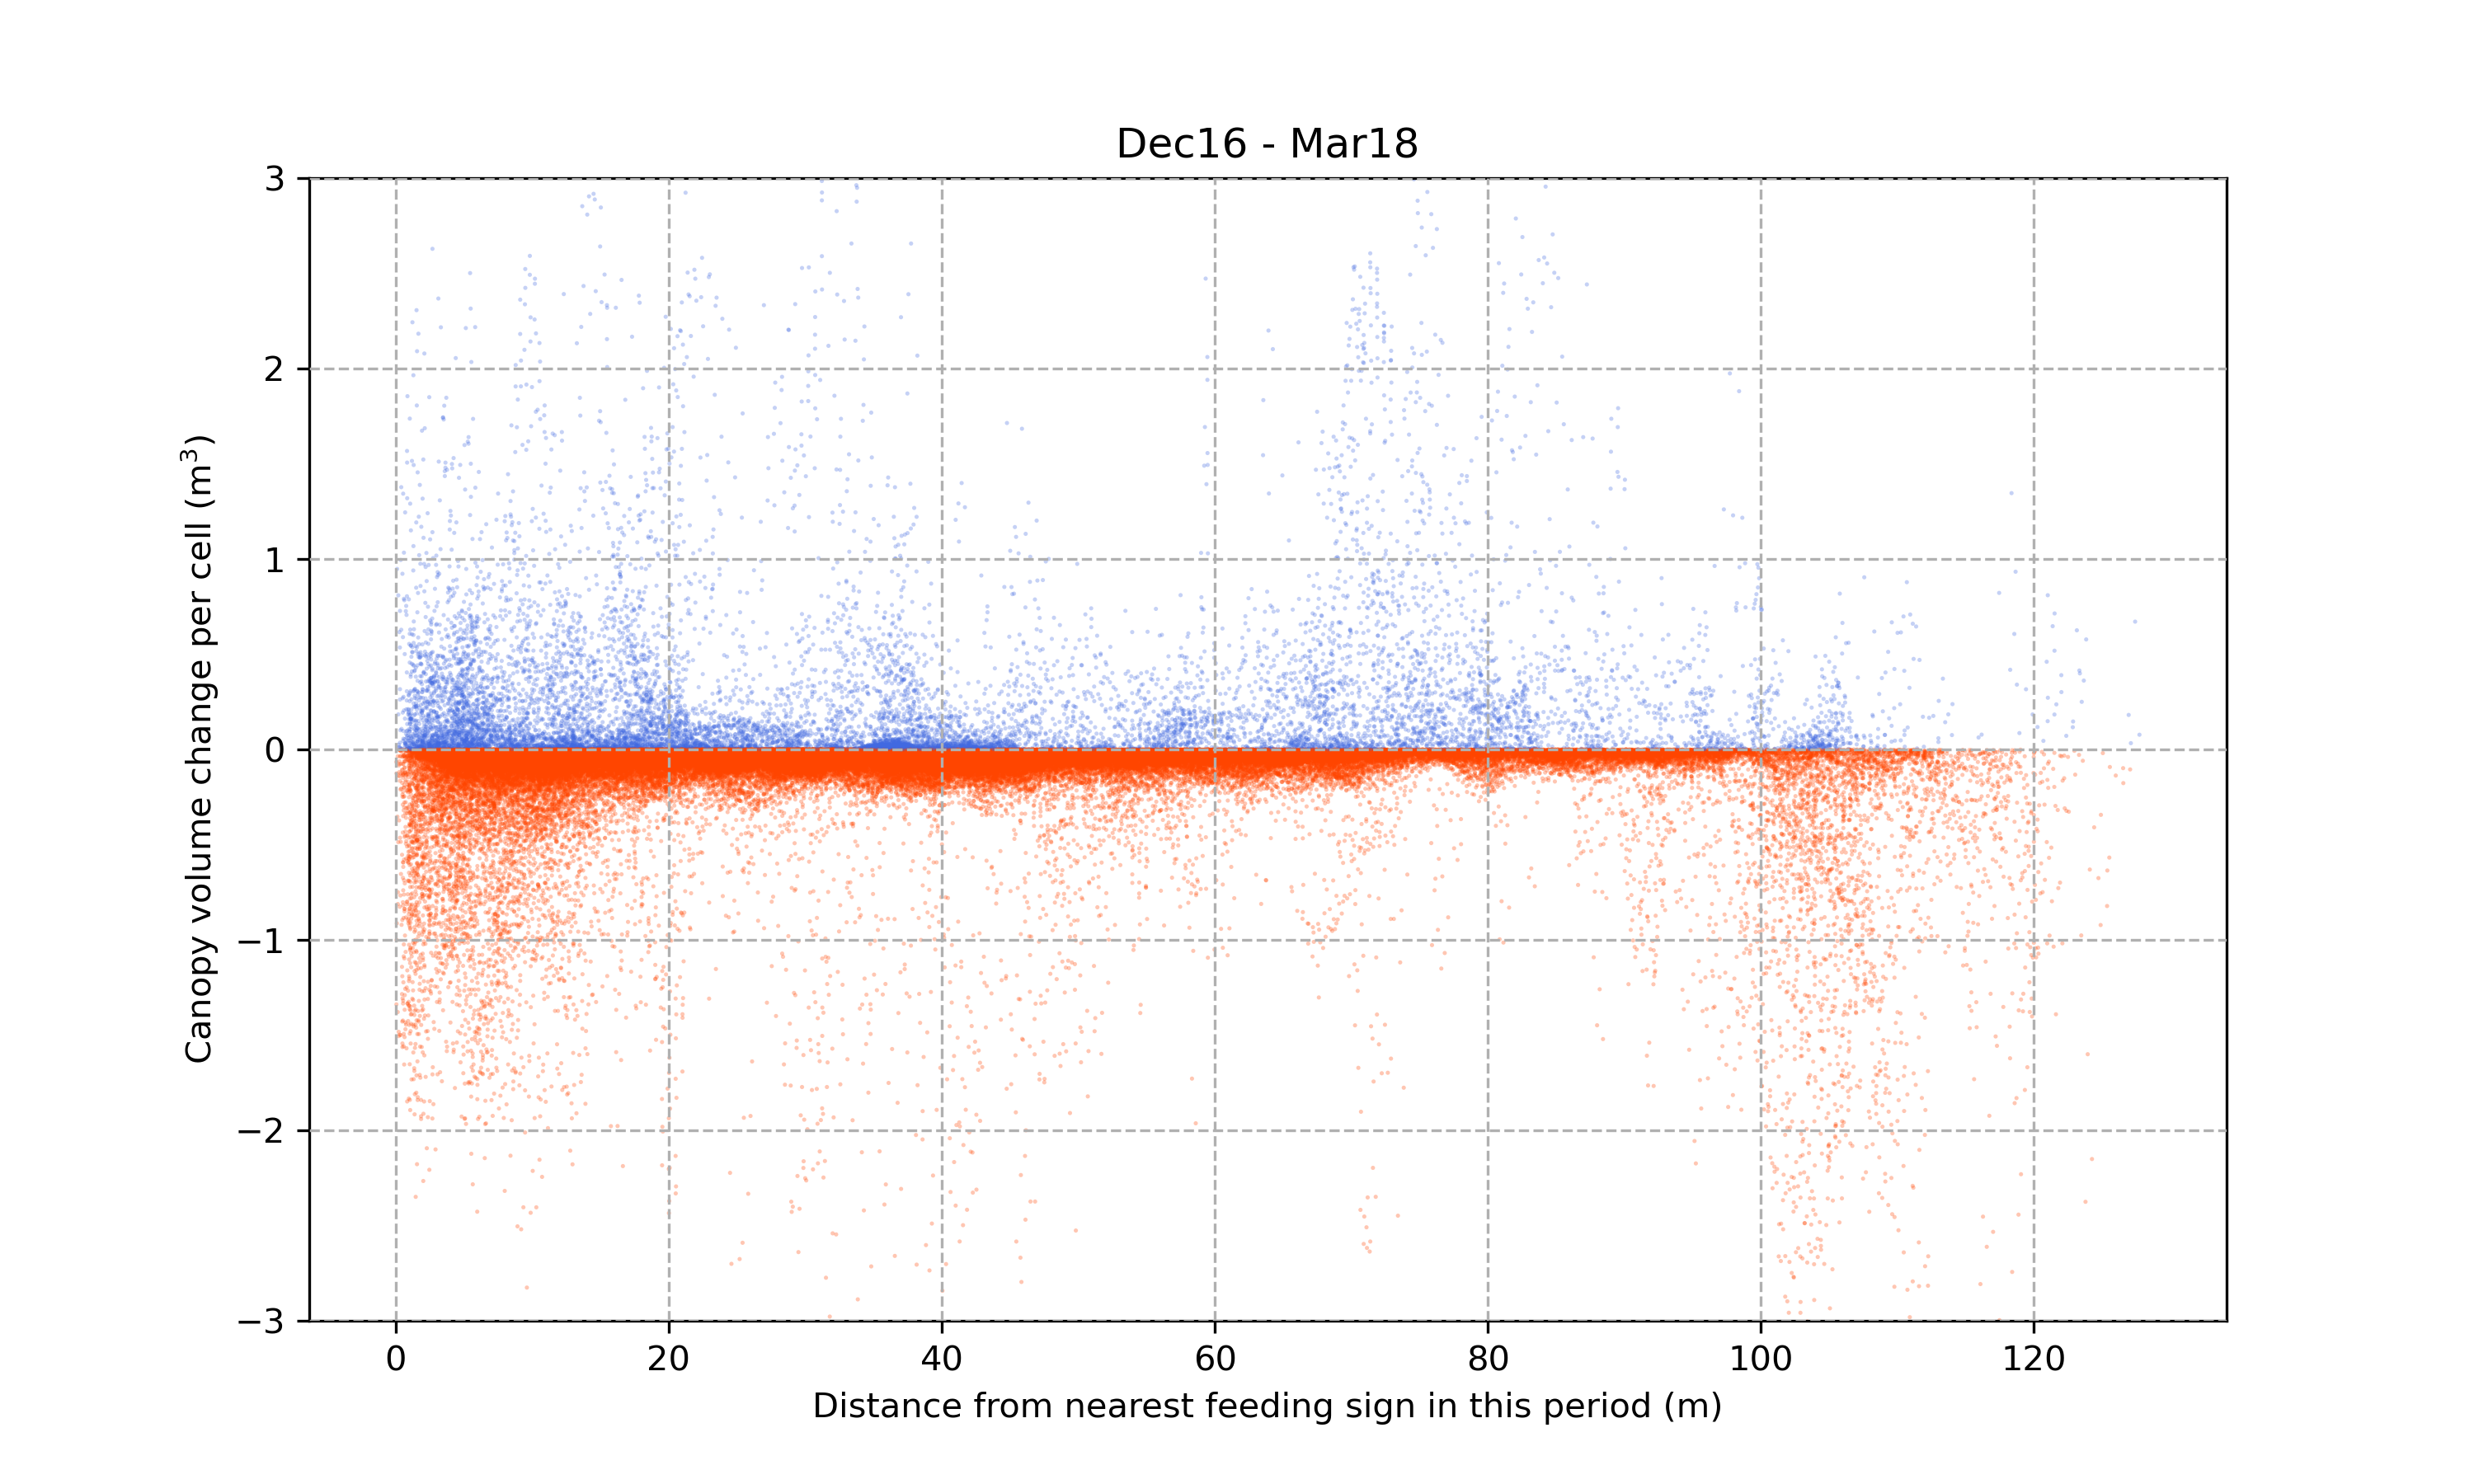 Dec16 - Mar18
3
2
1
0
−1
−2
−3
Canopy volume change per cell (m³)
0 20 40 60 80 100 120
Distance from nearest feeding sign in this period (m)